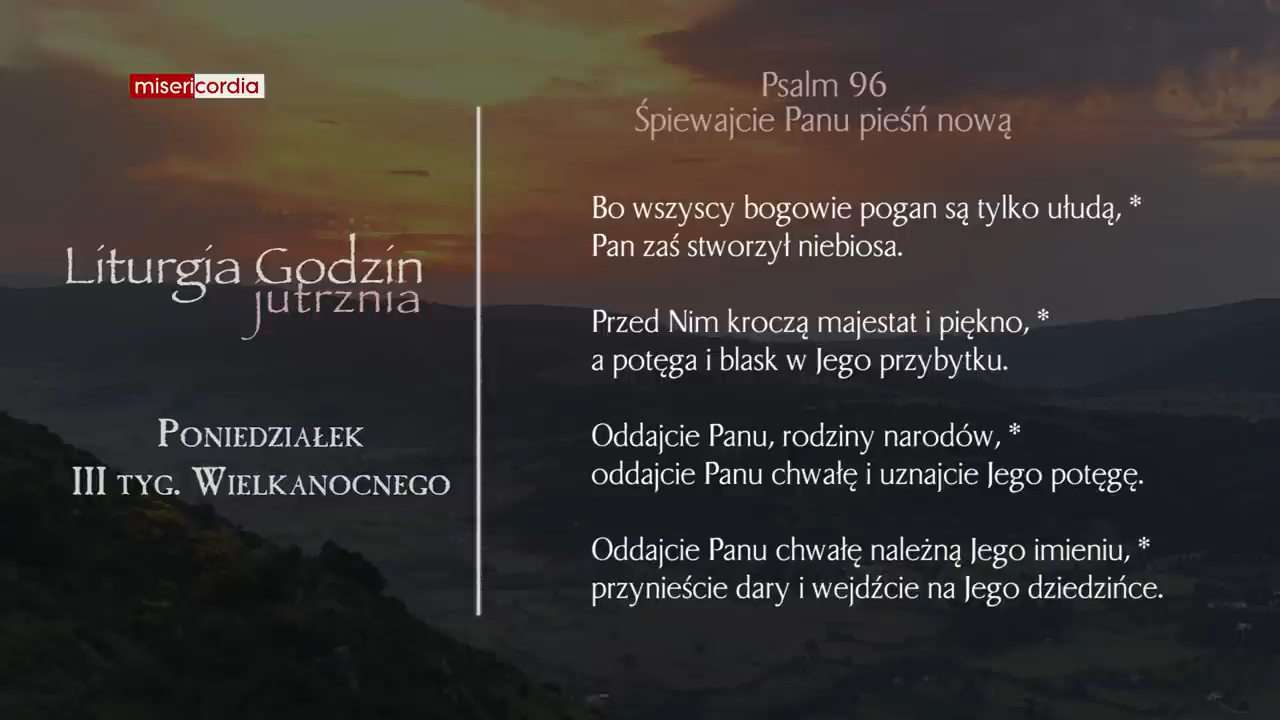 misericordia
Liturgia Godzin
jutrznia
Poniedziałek
III tyg. Wielkanocnego
Psalm 96
Śpiewajcie Panu pieśń nową
Bo wszyscy bogowie pogan są tylko ułudą, *
Pan zaś stworzył niebiosa.
Przed Nim kroczą majestat i piękno, *
a potęga i blask w Jego przybytku.
Oddajcie Panu, rodziny narodów, *
oddajcie Panu chwałę i uznajcie Jego potęgę.
Oddajcie Panu chwałę należną Jego imieniu, *
przynieście dary i wejdźcie na Jego dziedzińce.